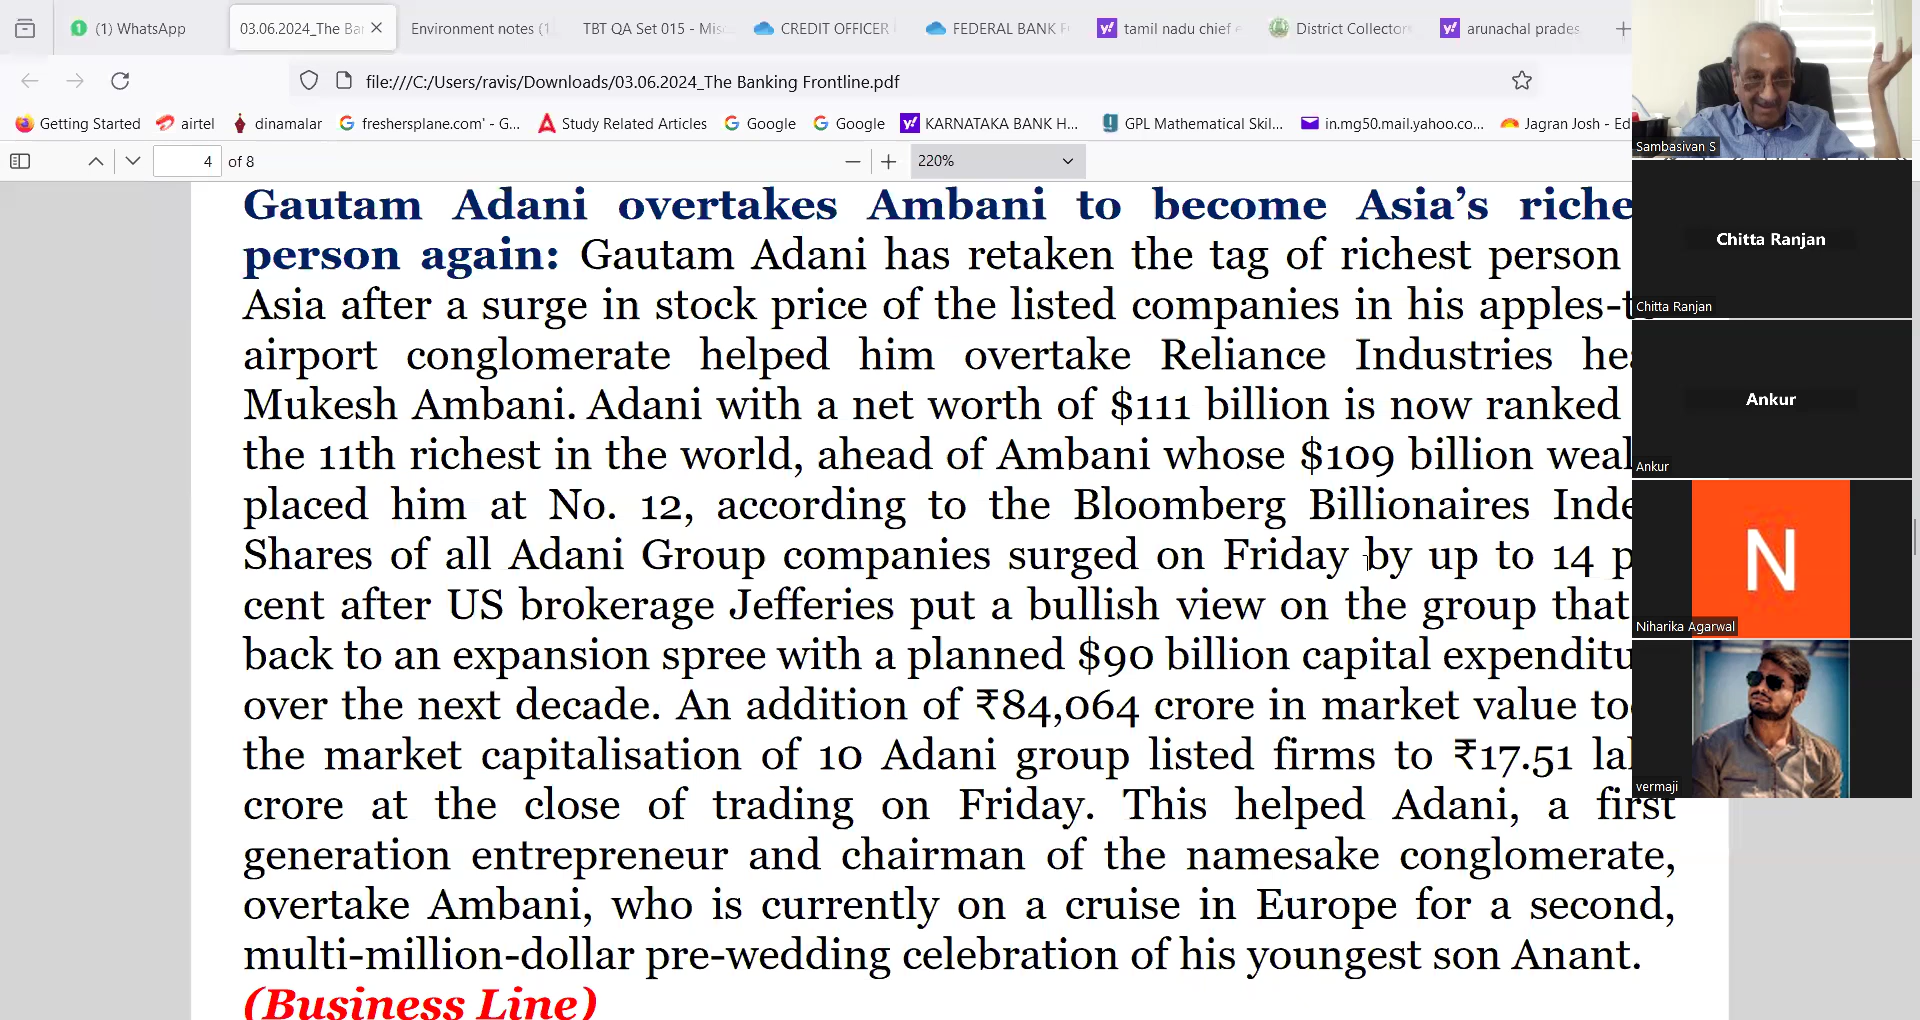 (1) WhatsApp
03.06.2024_The Ba
Environment notes (1
TBT QA Set 015 - Mis
CREDIT OFFICER
FEDERAL BANK
tamil nadu chief
District Collector
arunachal prades
file:///C:/Users/ravis/Downloads/03.06.2024_The Banking Frontline.pdf
Getting Started
airtel
dinamalar
freshersplane.com' - G...
Study Related Articles
Google
Google
KARNATAKA BANK H...
GPL Mathematical Skil...
in.mg50.mail.yahoo.co...
Jagran Josh - Ed
4 of 8
220%
Gautam Adani overtakes Ambani to become Asia's riche
person again: Gautam Adani has retaken the tag of richest person
Asia after a surge in stock price of the listed companies in his apples-t
airport conglomerate helped him overtake Reliance Industries hea
Mukesh Ambani. Adani with a net worth of $111 billion is now ranked
the 11th richest in the world, ahead of Ambani whose $109 billion weal
placed him at No. 12, according to the Bloomberg Billionaires Inde
Shares of all Adani Group companies surged on Friday by up to 14 p
cent after US brokerage Jefferies put a bullish view on the group that
back to an expansion spree with a planned $90 billion capital expenditu
over the next decade. An addition of ₹84,064 crore in market value to
the market capitalisation of 10 Adani group listed firms to ₹17.51 la
crore at the close of trading on Friday. This helped Adani, a first
generation entrepreneur and chairman of the namesake conglomerate,
overtake Ambani, who is currently on a cruise in Europe for a second,
multi-million-dollar pre-wedding celebration of his youngest son Anant.
(Business Line)
Sambasivan S
Chitta Ranjan
Chitta Ranjan
Ankur
Ankur
N
Niharika Agarwal
vermaji